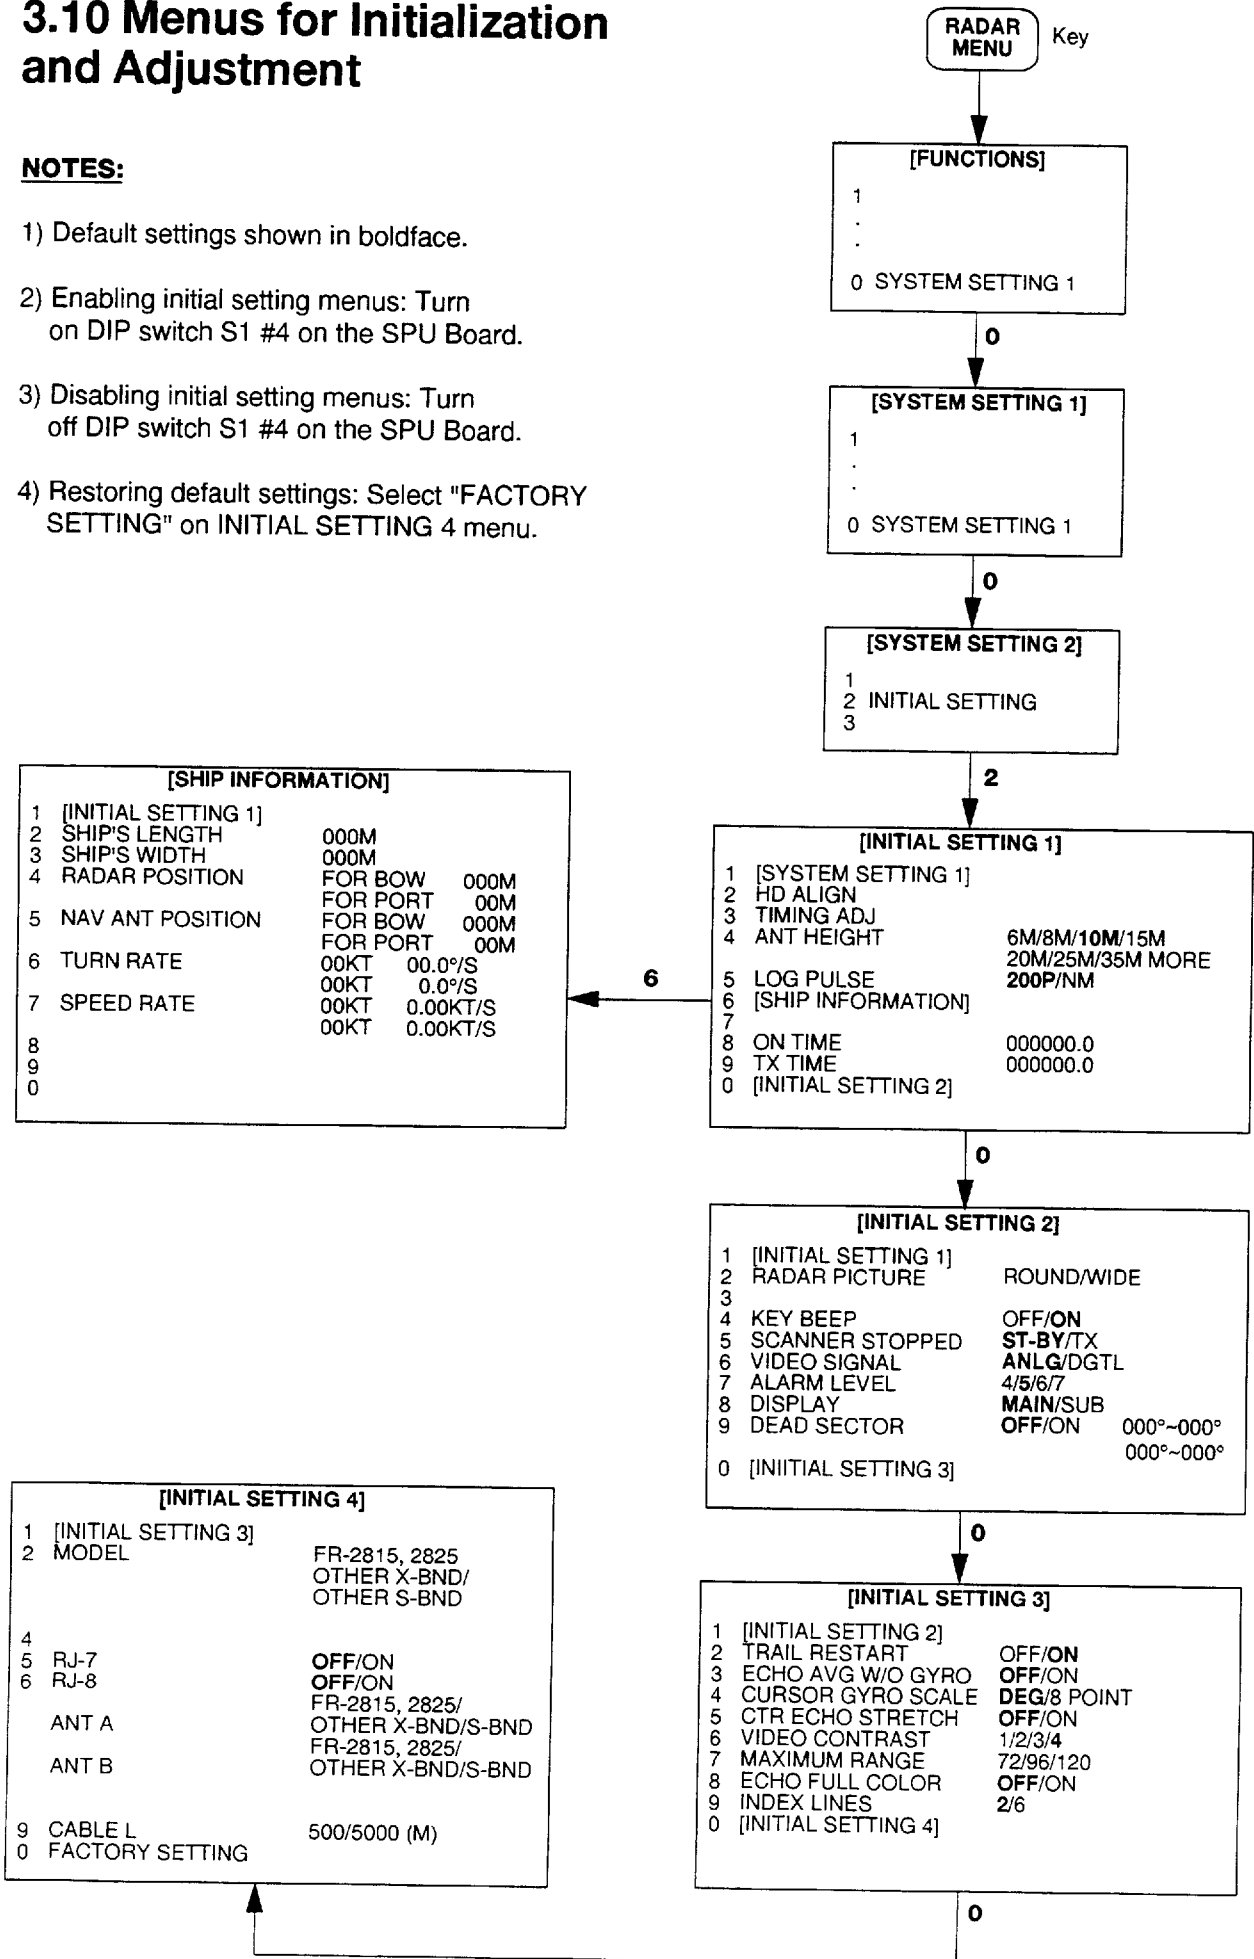 3.10 Menus for Initialization
and Adjustment
NOTES:
1) Default settings shown in boldface.
2) Enabling initial setting menus: Turn
on DIP switch S1 #4 on the SPU Board.
3) Disabling initial setting menus: Turn
off DIP switch S1 #4 on the SPU Board.
4) Restoring default settings: Select "FACTORY
SETTING" on INITIAL SETTING 4 menu.
RADAR
MENU
Key
[FUNCTIONS]
1
.
.
0 SYSTEM SETTING 1
0
[SYSTEM SETTING 1]
1
.
.
0 SYSTEM SETTING 1
0
[SYSTEM SETTING 2]
1
2 INITIAL SETTING
3
2
[INITIAL SETTING 1]
1 [SYSTEM SETTING 1]
2 HD ALIGN
3 TIMING ADJ
4 ANT HEIGHT 6M/8M/10M/15M
20M/25M/35M MORE
5 LOG PULSE 200P/NM
6 [SHIP INFORMATION]
7
8 ON TIME 000000.0
9 TX TIME 000000.0
0 [INITIAL SETTING 2]
6
[SHIP INFORMATION]
1 [INITIAL SETTING 1]
2 SHIP'S LENGTH 000M
3 SHIP'S WIDTH 000M
4 RADAR POSITION FOR BOW 000M
FOR PORT 00M
5 NAV ANT POSITION FOR BOW 000M
FOR PORT 00M
6 TURN RATE 00KT 00.0°/S
00KT 0.0°/S
7 SPEED RATE 00KT 0.00KT/S
00KT 0.00KT/S
8
9
0
0
[INITIAL SETTING 2]
1 [INITIAL SETTING 1]
2 RADAR PICTURE ROUND/WIDE
3
4 KEY BEEP OFF/ON
5 SCANNER STOPPED ST-BY/TX
6 VIDEO SIGNAL ANLG/DGTL
7 ALARM LEVEL 4/5/6/7
8 DISPLAY MAIN/SUB
9 DEAD SECTOR OFF/ON 000°~000°
000°~000°
0 [INIITIAL SETTING 3]
0
[INITIAL SETTING 3]
1 [INITIAL SETTING 2]
2 TRAIL RESTART OFF/ON
3 ECHO AVG W/O GYRO OFF/ON
4 CURSOR GYRO SCALE DEG/8 POINT
5 CTR ECHO STRETCH OFF/ON
6 VIDEO CONTRAST 1/2/3/4
7 MAXIMUM RANGE 72/96/120
8 ECHO FULL COLOR OFF/ON
9 INDEX LINES 2/6
0 [INITIAL SETTING 4]
0
[INITIAL SETTING 4]
1 [INITIAL SETTING 3]
2 MODEL FR-2815, 2825
OTHER X-BND/
OTHER S-BND
4
5 RJ-7 OFF/ON
6 RJ-8 OFF/ON
FR-2815, 2825/
ANT A OTHER X-BND/S-BND
FR-2815, 2825/
ANT B OTHER X-BND/S-BND
9 CABLE L 500/5000 (M)
0 FACTORY SETTING